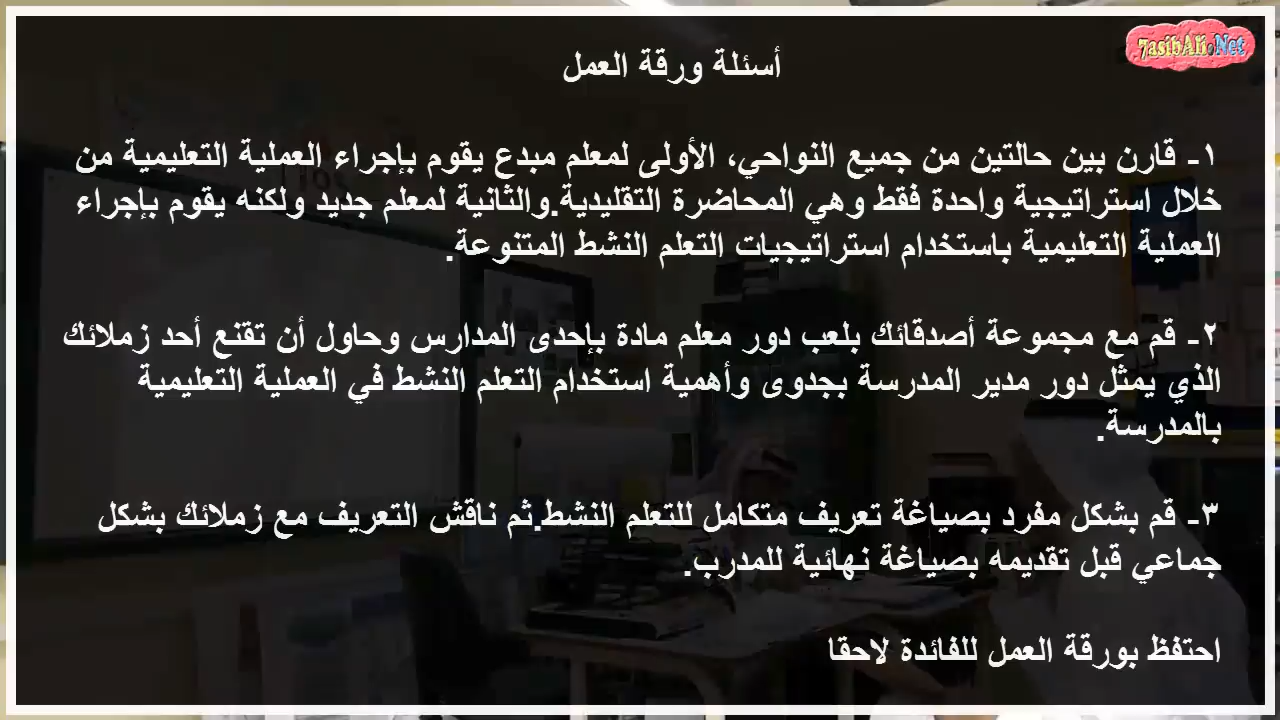 7asibAli.Net
أسئلة ورقة العمل
١- قارن بين حالتين من جميع النواحي، الأولى لمعلم مبدع يقوم بإجراء العملية التعليمية من
خلال استراتيجية واحدة فقط وهي المحاضرة التقليدية.والثانية لمعلم جديد ولكنه يقوم بإجراء
العملية التعليمية باستخدام استراتيجيات التعلم النشط المتنوعة.
٢- قم مع مجموعة أصدقائك بلعب دور معلم مادة بإحدى المدارس وحاول أن تقنع أحد زملائك
الذي يمثل دور مدير المدرسة بجدوى وأهمية استخدام التعلم النشط في العملية التعليمية
بالمدرسة.
٣- قم بشكل مفرد بصياغة تعريف متكامل للتعلم النشط.ثم ناقش التعريف مع زملائك بشكل
جماعي قبل تقديمه بصياغة نهائية للمدرب.
احتفظ بورقة العمل للفائدة لاحقا